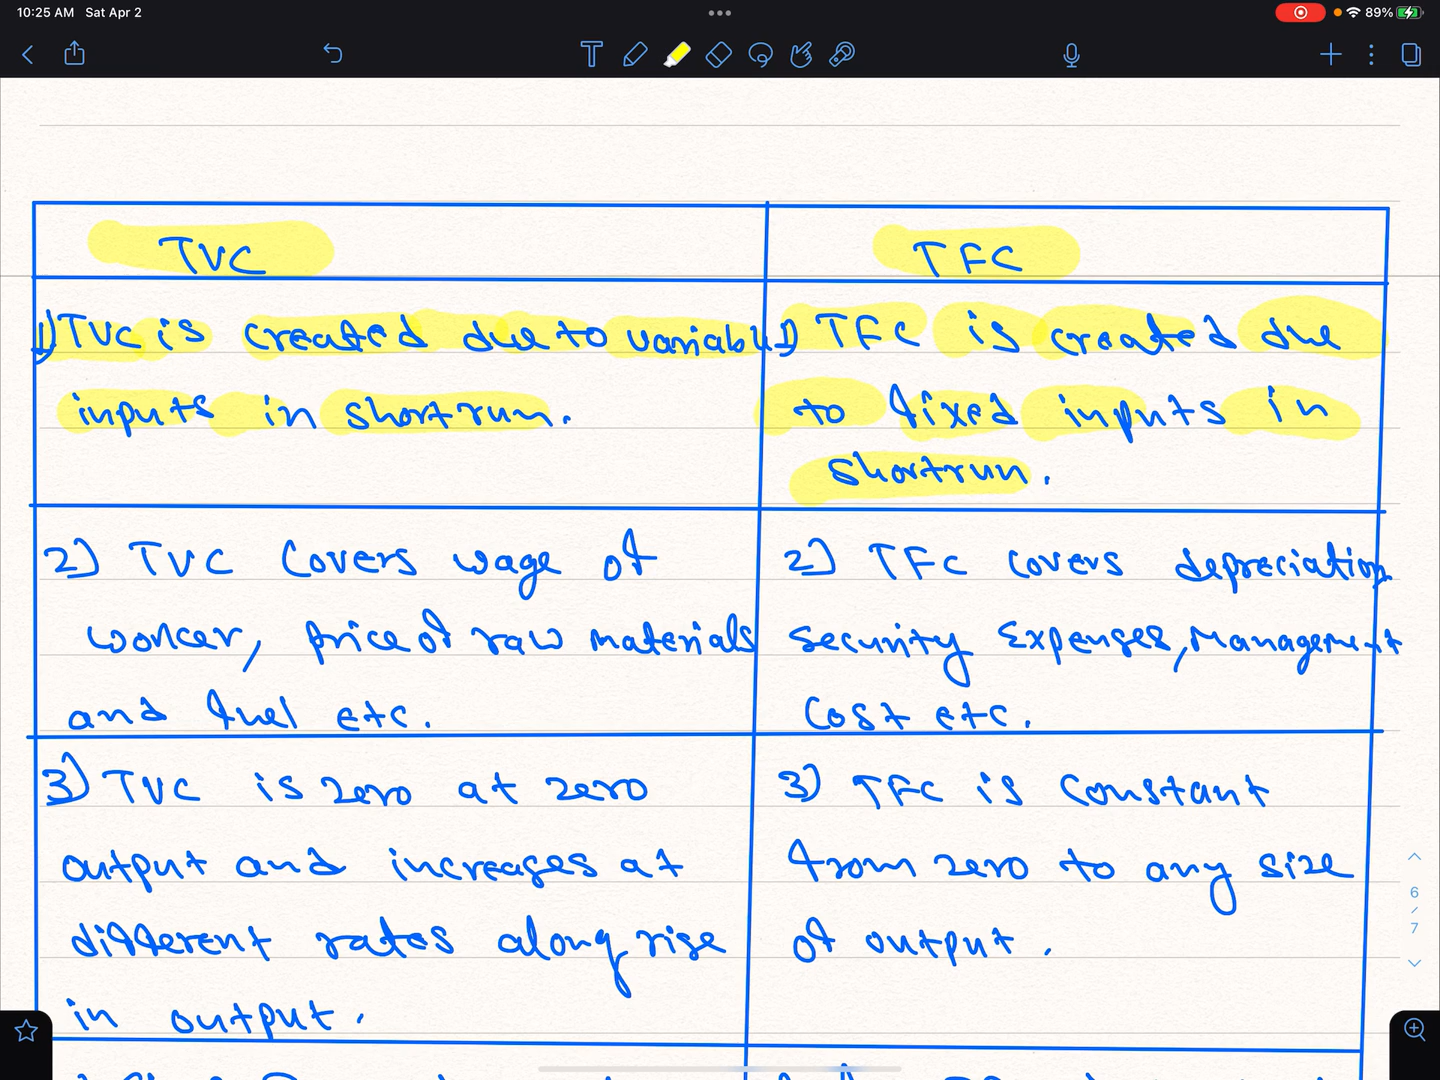 10:25 AM Sat Apr 2
89%
TVC
TFC
1) TVC is created due to variable
inputs in shortrun.
1) TFC is created due
to fixed inputs in
shortrun.
2) TVC Covers wage of
worker, price of raw materials
and fuel etc.
2) TFC covers depreciation
security Expenses, Management
Cost etc.
3) TVC is zero at zero
output and increases at
different rates along rise
in output.
3) TFC is constant
from zero to any size
of output.
6
/
7